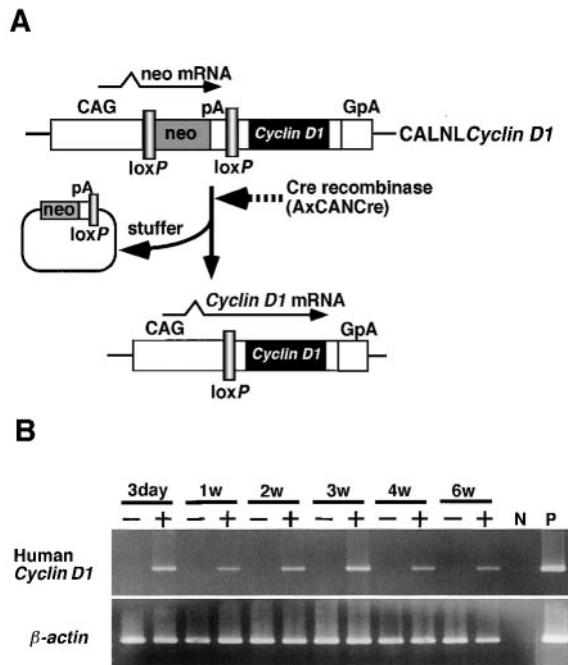 A
neo mRNA
CAG
pA
GpA
neo
Cyclin D1
CALNLCyclin D1
loxP
loxP
pA
neo
loxP
stuffer
Cre recombinase
(AxCANCre)
Cyclin D1 mRNA
CAG
GpA
Cyclin D1
loxP
B
3day 1w 2w 3w 4w 6w
− + − + − + − + − + − + N P
Human
Cyclin D1
β-actin